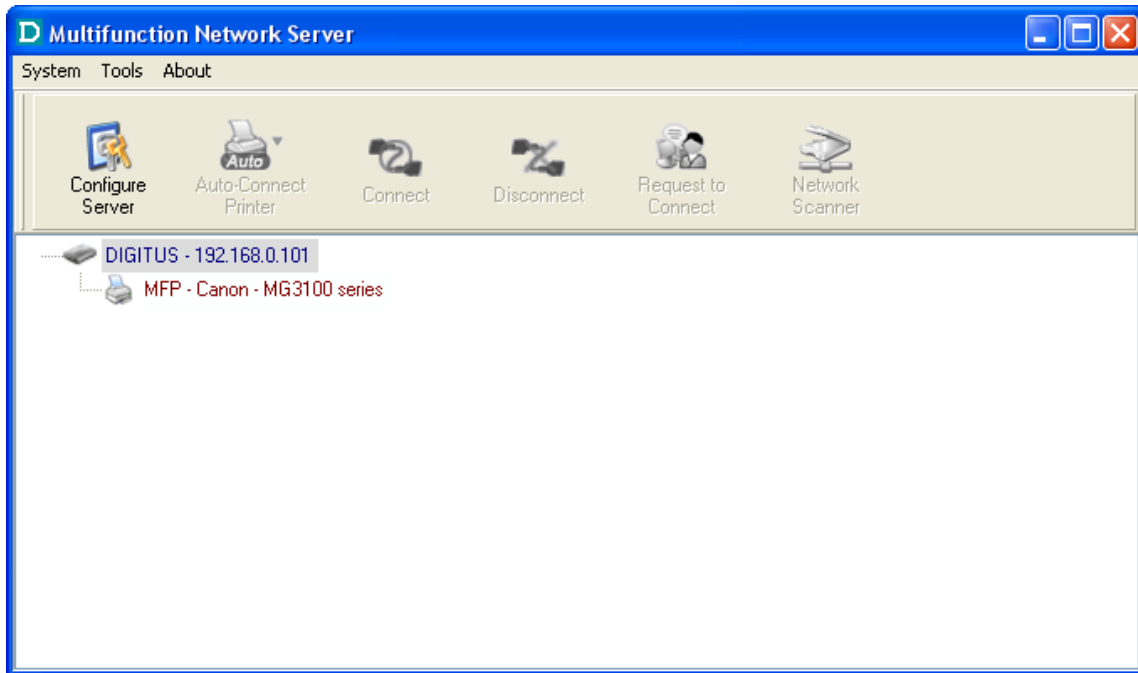 D Multifunction Network Server
System Tools About
Auto
Configure Server
Auto-Connect Printer
Connect
Disconnect
Request to Connect
Network Scanner
DIGITUS - 192.168.0.101
MFP - Canon - MG3100 series